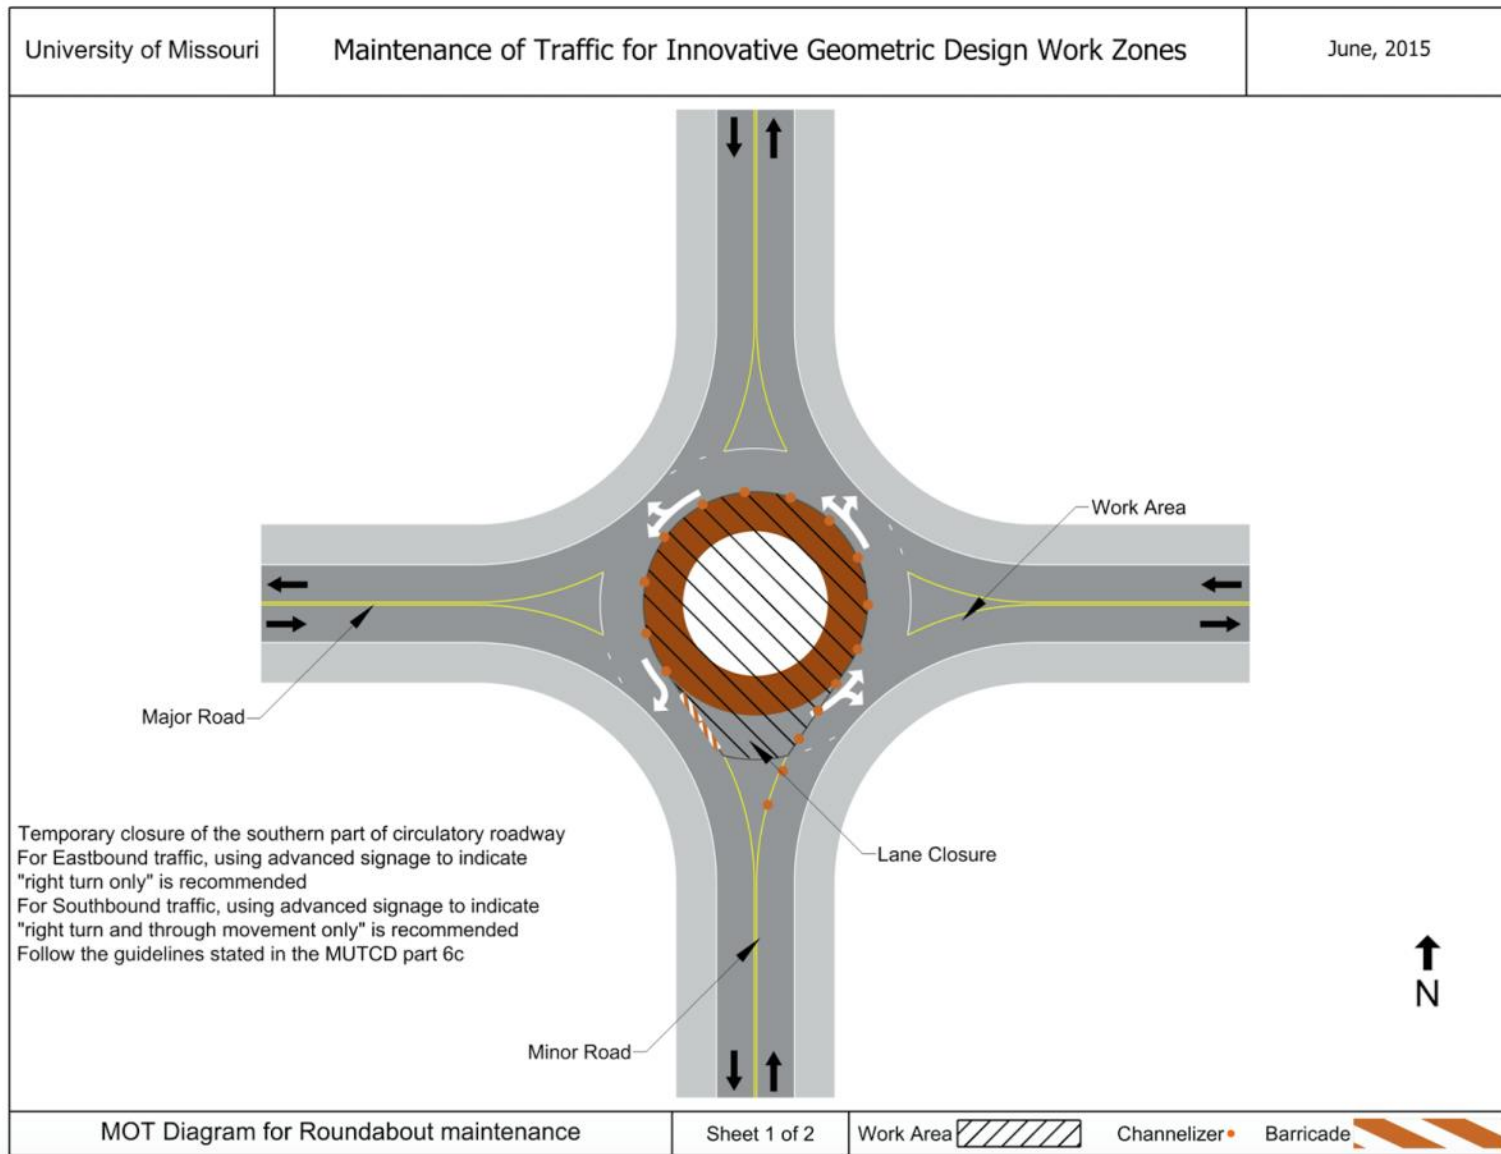 University of Missouri
Maintenance of Traffic for Innovative Geometric Design Work Zones
June, 2015
Work Area
Major Road
Lane Closure
Temporary closure of the southern part of circulatory roadway
For Eastbound traffic, using advanced signage to indicate
"right turn only" is recommended
For Southbound traffic, using advanced signage to indicate
"right turn and through movement only" is recommended
Follow the guidelines stated in the MUTCD part 6c
N
Minor Road
MOT Diagram for Roundabout maintenance
Sheet 1 of 2
Work Area
Channelizer
Barricade